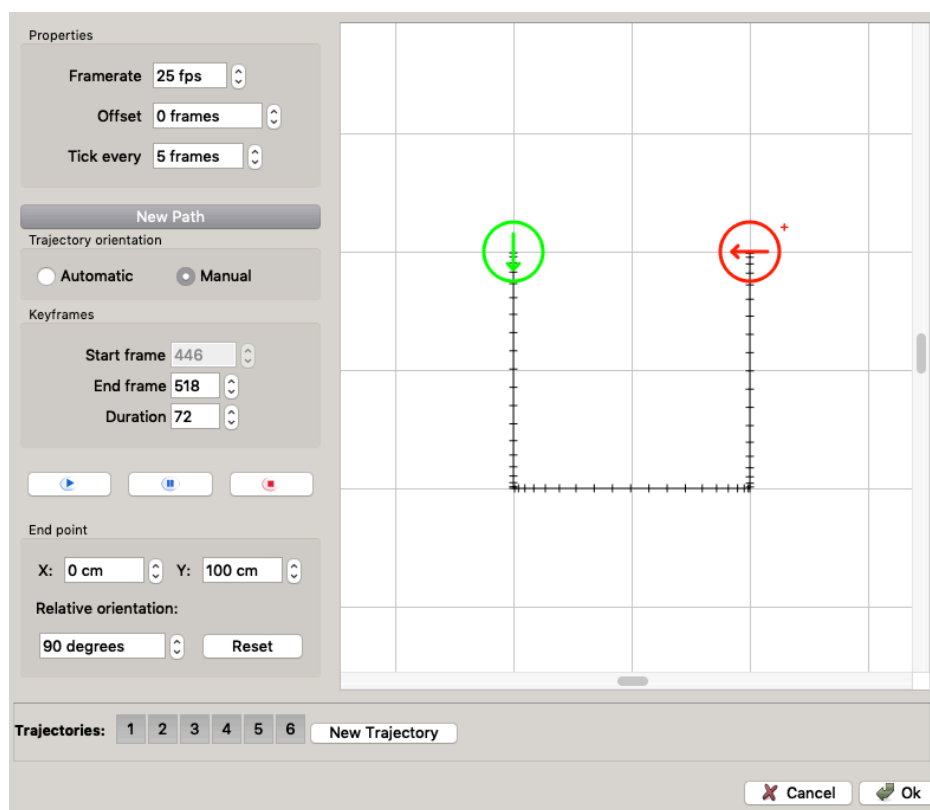 Properties
Framerate 25 fps
Offset 0 frames
Tick every 5 frames
New Path
Trajectory orientation
Automatic Manual
Keyframes
Start frame 446
End frame 518
Duration 72
End point
X: 0 cm Y: 100 cm
Relative orientation:
90 degrees Reset
Trajectories: 1 2 3 4 5 6 New Trajectory
Cancel Ok